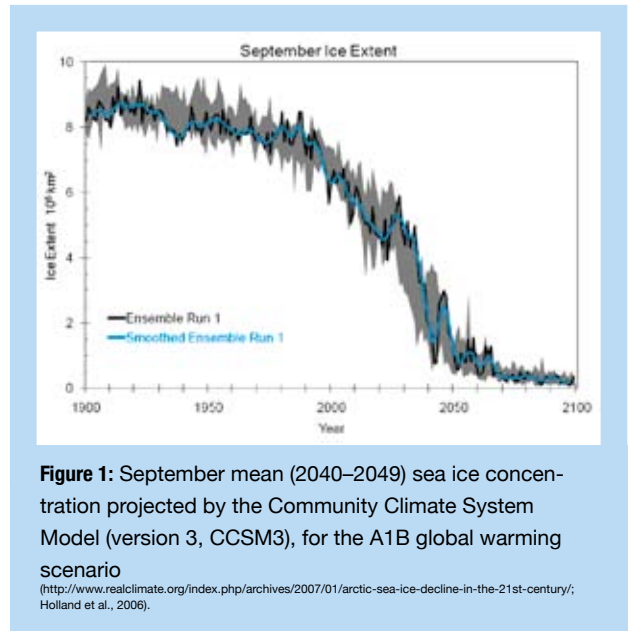 September Ice Extent
10
8
6
4
2
0
Ice Extent 10⁶ km²
Ensemble Run 1
Smoothed Ensemble Run 1
1900 1950 2000 2050 2100
Year
Figure 1: September mean (2040–2049) sea ice concen-
tration projected by the Community Climate System
Model (version 3, CCSM3), for the A1B global warming
scenario
(http://www.realclimate.org/index.php/archives/2007/01/arctic-sea-ice-decline-in-the-21st-century/;
Holland et al., 2006).